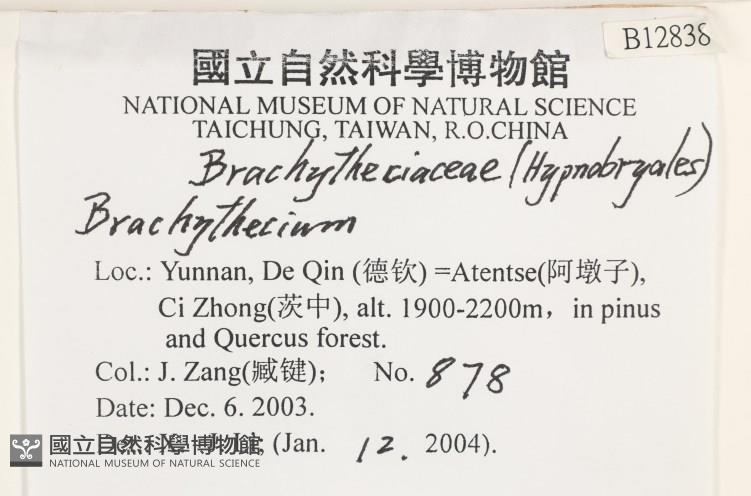 B12838
國立自然科學博物館
NATIONAL MUSEUM OF NATURAL SCIENCE
TAICHUNG, TAIWAN, R.O.CHINA
Brachytheciaceae (Hypnobryales)
Brachythecium
Loc.: Yunnan, De Qin (德钦) =Atentse(阿墩子),
Ci Zhong(茨中), alt. 1900-2200m，in pinus
and Quercus forest.
Col.: J. Zang(臧键); No. 878
Date: Dec. 6. 2003.
(Jan. 12. 2004).
國立自然科學博物館
NATIONAL MUSEUM OF NATURAL SCIENCE